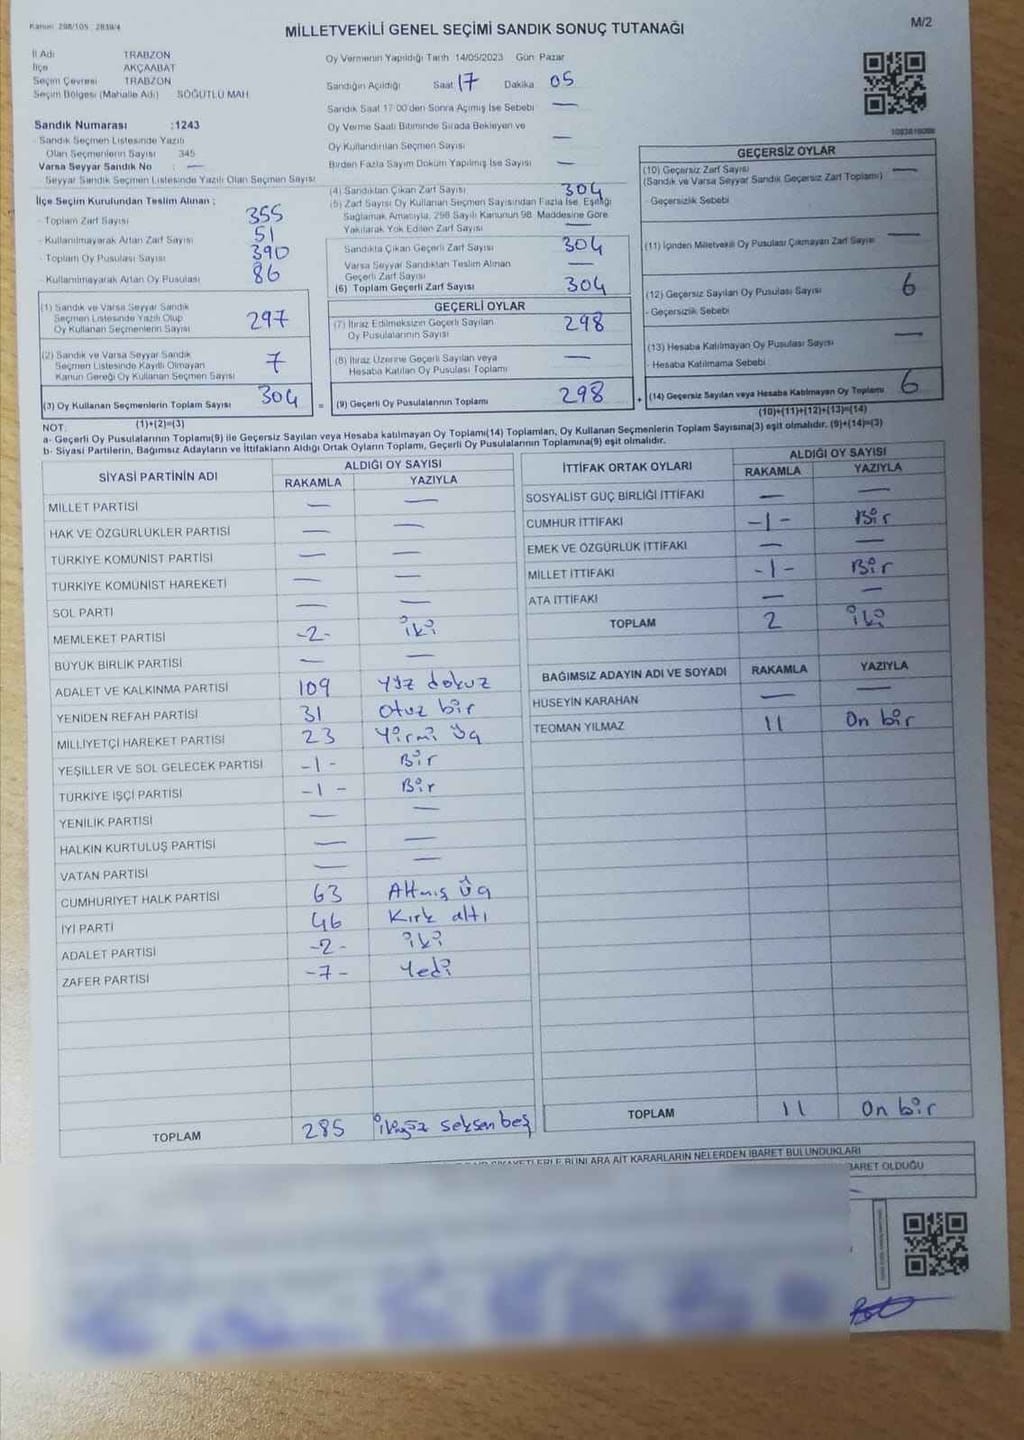 Kanun: 298/105, 2839/4
MİLLETVEKİLİ GENEL SEÇİMİ SANDIK SONUÇ TUTANAĞI
M/2
İl Adı TRABZON
İlçe AKÇAABAT
Seçim Çevresi TRABZON
Seçim Bölgesi (Mahalle Adı) SÖĞÜTLÜ MAH.
Sandık Numarası :1243
- Sandık Seçmen Listesinde Yazılı
Olan Seçmenlerin Sayısı 345
Varsa Seyyar Sandık No : —
Seyyar Sandık Seçmen Listesinde Yazılı Olan Seçmen Sayısı
İlçe Seçim Kurulundan Teslim Alınan ;
- Toplam Zarf Sayısı 355
- Kullanılmayarak Artan Zarf Sayısı 51
- Toplam Oy Pusulası Sayısı 390
- Kullanılmayarak Artan Oy Pusulası 86
(1) Sandık ve Varsa Seyyar Sandık
Seçmen Listesinde Yazılı Olup
Oy Kullanan Seçmenlerin Sayısı 297
(2) Sandık ve Varsa Seyyar Sandık
Seçmen Listesinde Kayıtlı Olmayan
Kanun Gereği Oy Kullanan Seçmen Sayısı 7
(3) Oy Kullanan Seçmenlerin Toplam Sayısı 304
(1)+(2)=(3)
Oy Vermenin Yapıldığı Tarih 14/05/2023 Gün Pazar
Sandığın Açıldığı Saat 17 Dakika 05
Sandık Saat 17:00'den Sonra Açılmış İse Sebebi —
Oy Verme Saati Bitiminde Sırada Bekleyen ve
Oy Kullandırılan Seçmen Sayısı —
Birden Fazla Sayım Döküm Yapılmış İse Sayısı —
(4) Sandıktan Çıkan Zarf Sayısı 304
(5) Zarf Sayısı Oy Kullanan Seçmen Sayısından Fazla İse, Eşitliği
Sağlamak Amacıyla, 298 Sayılı Kanunun 98. Maddesine Göre
Yakılarak Yok Edilen Zarf Sayısı —
Sandıkta Çıkan Geçerli Zarf Sayısı 304
Varsa Seyyar Sandıktan Teslim Alınan
Geçerli Zarf Sayısı —
(6) Toplam Geçerli Zarf Sayısı 304
GEÇERLİ OYLAR
(7) İtiraz Edilmeksizin Geçerli Sayılan
Oy Pusulalarının Sayısı 298
(8) İtiraz Üzerine Geçerli Sayılan veya
Hesaba Katılan Oy Pusulası Toplamı —
= (9) Geçerli Oy Pusulalarının Toplamı 298
GEÇERSİZ OYLAR
(10) Geçersiz Zarf Sayısı —
(Sandık ve Varsa Seyyar Sandık Geçersiz Zarf Toplamı)
- Geçersizlik Sebebi
(11) İçinden Milletvekili Oy Pusulası Çıkmayan Zarf Sayısı —
(12) Geçersiz Sayılan Oy Pusulası Sayısı 6
- Geçersizlik Sebebi
(13) Hesaba Katılmayan Oy Pusulası Sayısı —
- Hesaba Katılmama Sebebi
+ (14) Geçersiz Sayılan veya Hesaba Katılmayan Oy Toplamı 6
(10)+(11)+(12)+(13)=(14)
NOT:
a- Geçerli Oy Pusulalarının Toplamı(9) ile Geçersiz Sayılan veya Hesaba katılmayan Oy Toplamı(14) Toplamları, Oy Kullanan Seçmenlerin Toplam Sayısına(3) eşit olmalıdır. (9)+(14)=(3)
b- Siyasi Partilerin, Bağımsız Adayların ve İttifakların Aldığı Ortak Oyların Toplamı, Geçerli Oy Pusulalarının Toplamına(9) eşit olmalıdır.
SİYASİ PARTİNİN ADI ALDIĞI OY SAYISI
RAKAMLA YAZIYLA
MİLLET PARTİSİ — —
HAK VE ÖZGÜRLÜKLER PARTİSİ — —
TÜRKİYE KOMÜNİST PARTİSİ — —
TÜRKİYE KOMÜNİST HAREKETİ — —
SOL PARTİ — —
MEMLEKET PARTİSİ -2- iki
BÜYÜK BİRLİK PARTİSİ — —
ADALET VE KALKINMA PARTİSİ 109 Yüz dokuz
YENİDEN REFAH PARTİSİ 31 Otuz bir
MİLLİYETÇİ HAREKET PARTİSİ 23 Yirmi üç
YEŞİLLER VE SOL GELECEK PARTİSİ -1- Bir
TÜRKİYE İŞÇİ PARTİSİ -1- Bir
YENİLİK PARTİSİ — —
HALKIN KURTULUŞ PARTİSİ — —
VATAN PARTİSİ — —
CUMHURİYET HALK PARTİSİ 63 Altmış üç
İYİ PARTİ 46 Kırk altı
ADALET PARTİSİ -2- iki
ZAFER PARTİSİ -7- Yedi
TOPLAM 285 ikiyüz seksen beş
İTTİFAK ORTAK OYLARI ALDIĞI OY SAYISI
RAKAMLA YAZIYLA
SOSYALİST GÜÇ BİRLİĞİ İTTİFAKI — —
CUMHUR İTTİFAKI -1- Bir
EMEK VE ÖZGÜRLÜK İTTİFAKI — —
MİLLET İTTİFAKI -1- Bir
ATA İTTİFAKI — —
TOPLAM 2 iki
BAĞIMSIZ ADAYIN ADI VE SOYADI RAKAMLA YAZIYLA
HÜSEYİN KARAHAN — —
TEOMAN YILMAZ 11 On bir
TOPLAM 11 On bir
KARARLARIN NELERDEN İBARET BULUNDUKLARI
OLDUĞU